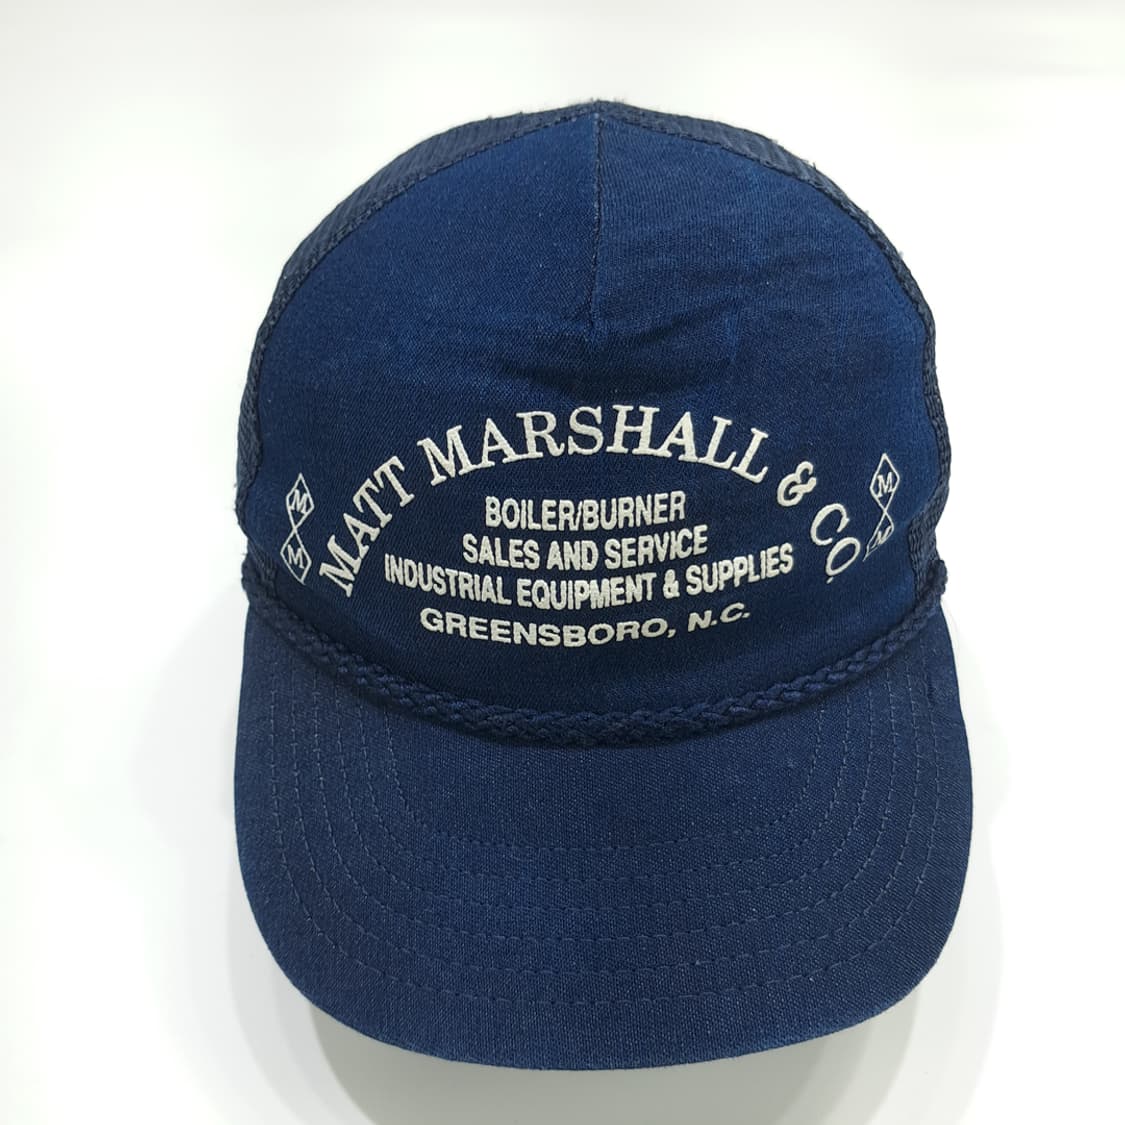 MATT MARSHALL & CO.
M
M
M
M
BOILER/BURNER
SALES AND SERVICE
INDUSTRIAL EQUIPMENT & SUPPLIES
GREENSBORO, N.C.